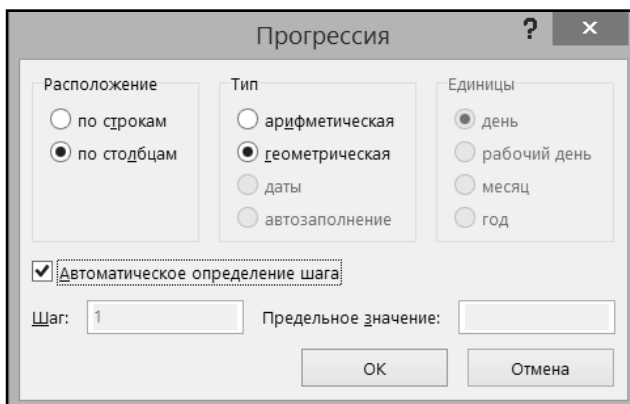 Прогрессия
?
×
Расположение
по строкам
по столбцам
Тип
арифметическая
геометрическая
даты
автозаполнение
Единицы
день
рабочий день
месяц
год
Автоматическое определение шага
Шаг: 1
Предельное значение:
ОК
Отмена